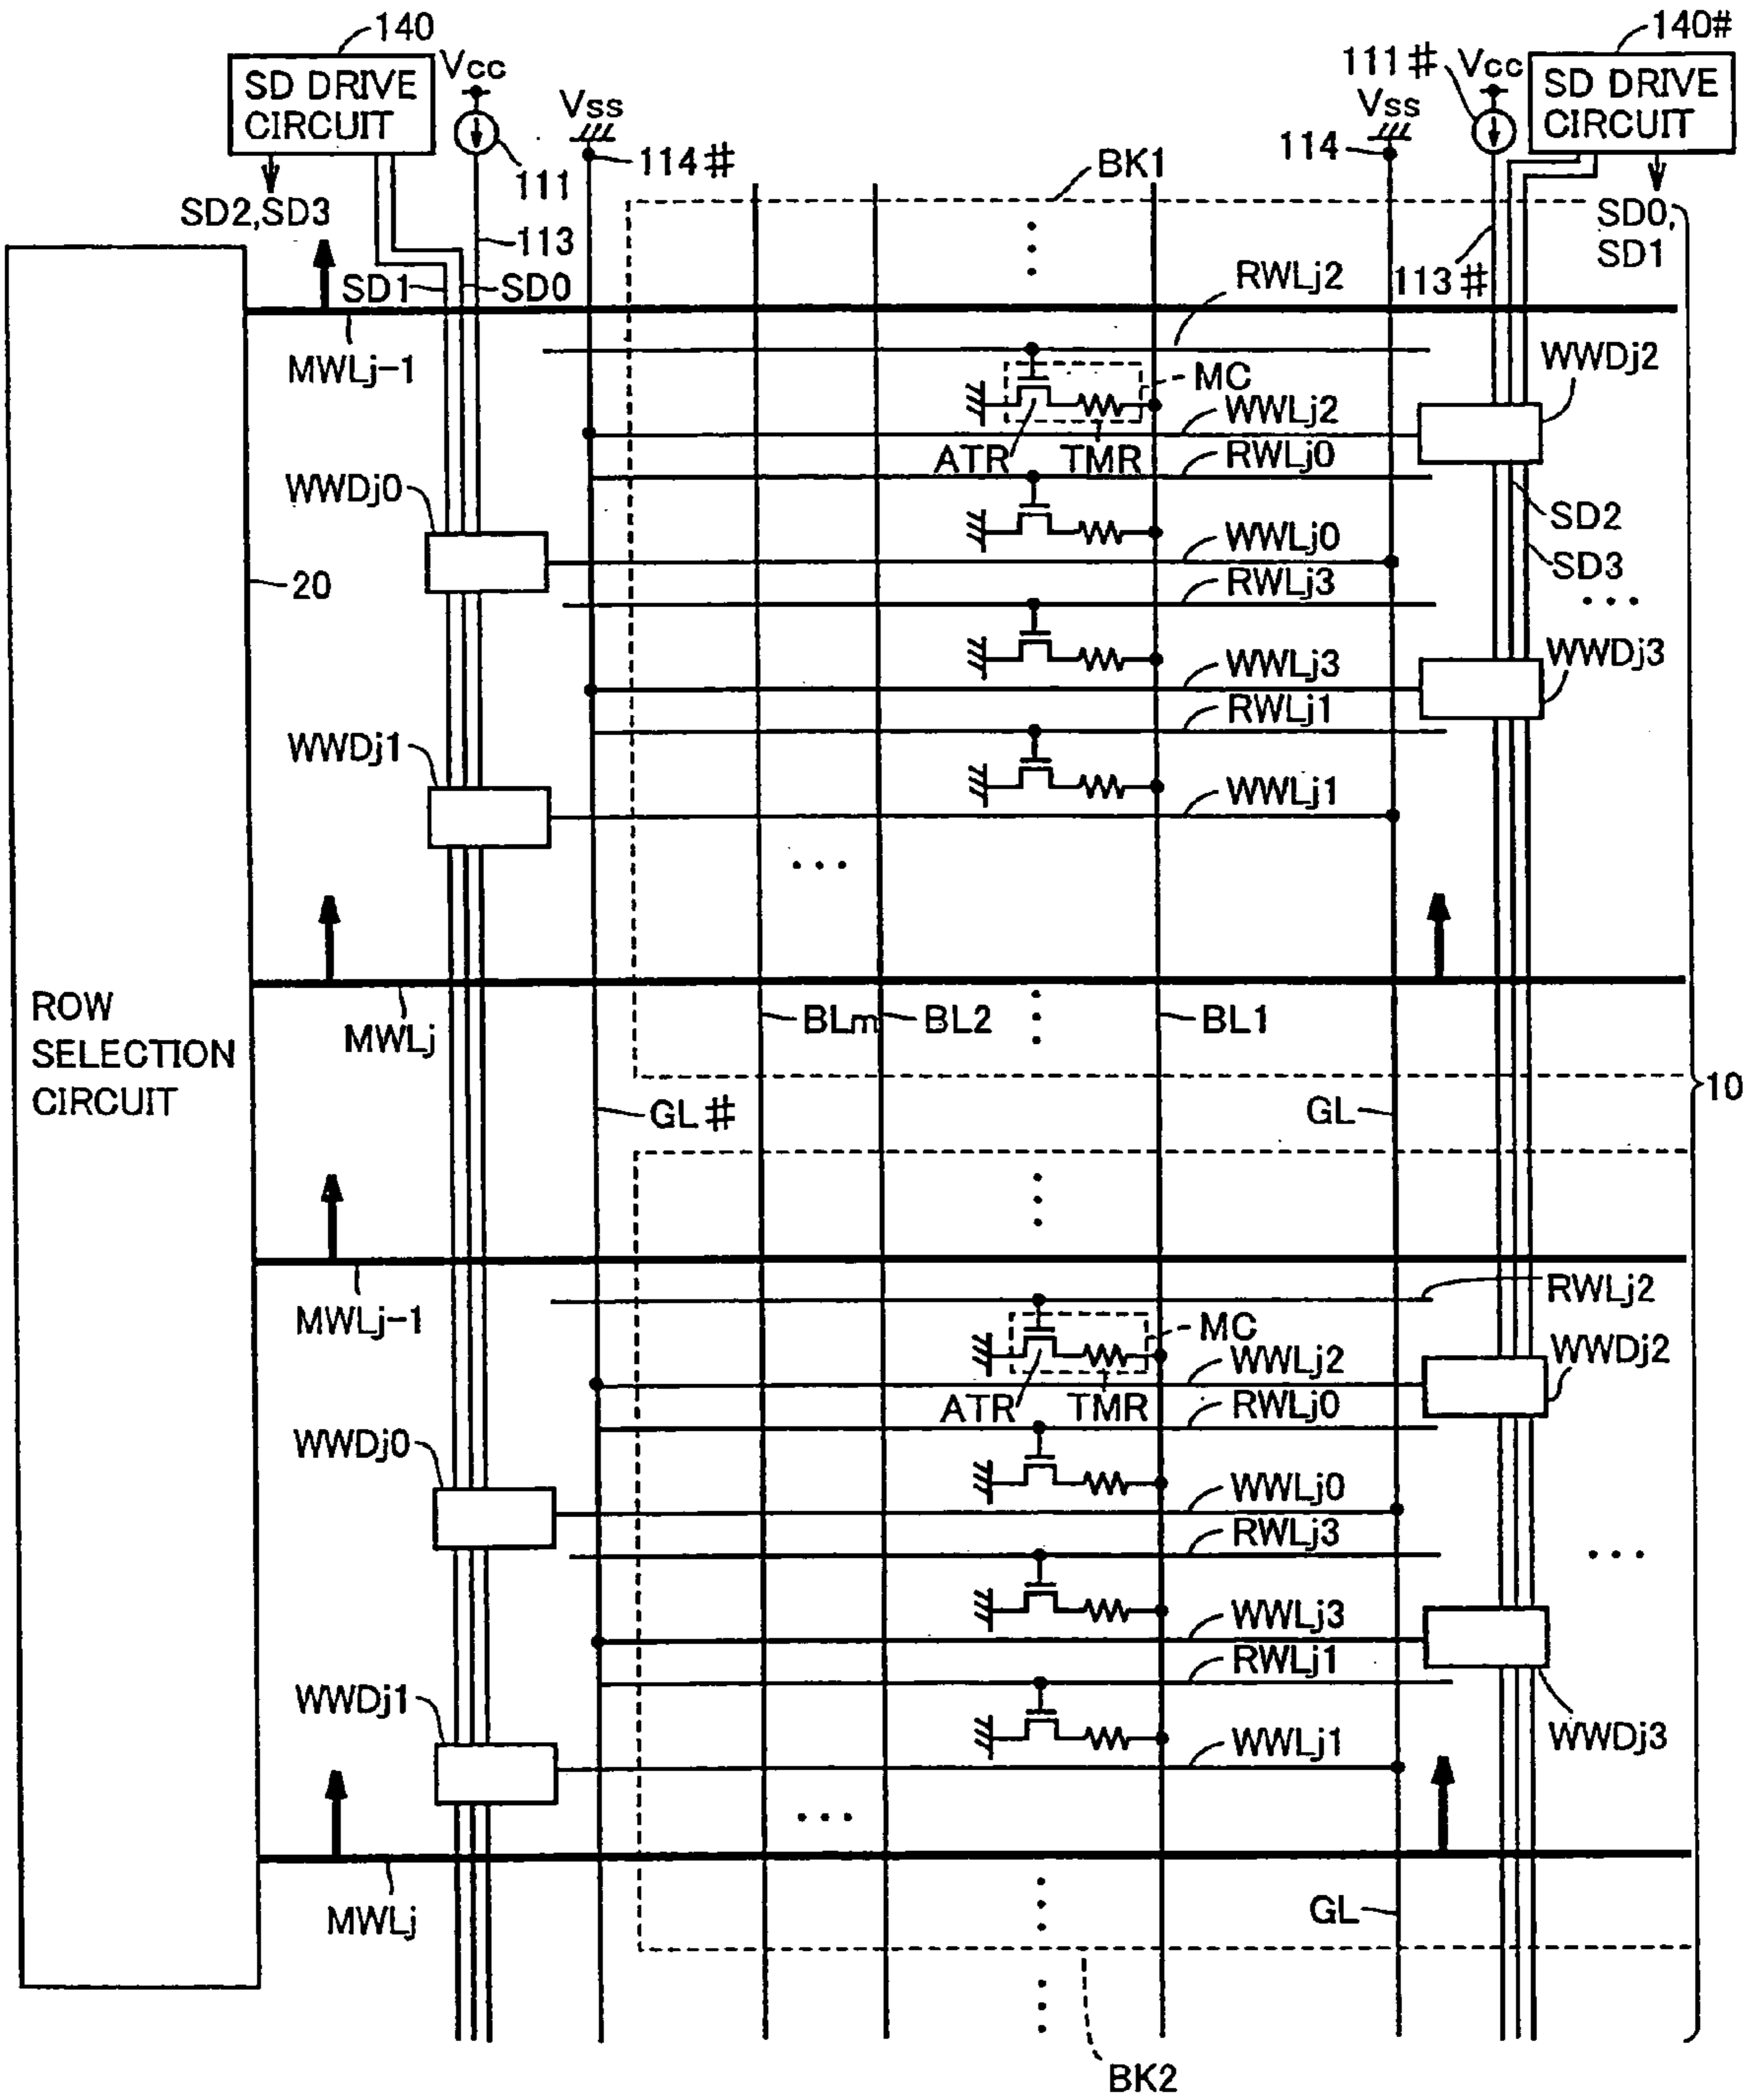 140
140#
SD DRIVE
CIRCUIT
Vcc
Vss
111#
Vcc
Vss
SD DRIVE
CIRCUIT
111
114#
BK1
114
SD2,SD3
113
SD0,
SD1
SD1
SD0
RWLj2
113#
MWLj-1
MC
WWDj2
WWLj2
ATR
TMR
RWLj0
WWDj0
SD2
WWLj0
SD3
20
RWLj3
...
WWLj3
WWDj3
RWLj1
WWDj1
WWLj1
...
ROW
SELECTION
CIRCUIT
MWLj
BLm
BL2
BL1
10
GL#
GL
MWLj-1
RWLj2
MC
WWDj2
WWLj2
ATR
TMR
RWLj0
WWDj0
WWLj0
RWLj3
...
WWLj3
RWLj1
WWDj1
WWDj3
WWLj1
...
MWLj
GL
BK2